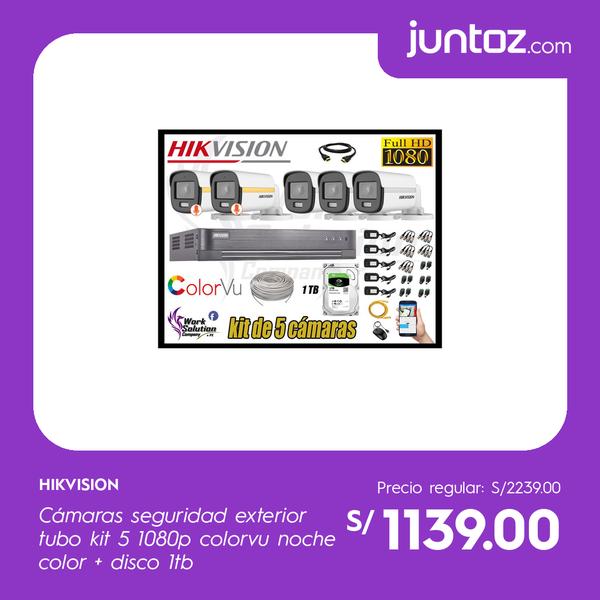 juntoz.com
HIKVISION
Full HD
1080
ColorVu
1 TB
Work
Solution
Company
kit de 5 cámaras
HIKVISION
Cámaras seguridad exterior
tubo kit 5 1080p colorvu noche
color + disco 1tb
Precio regular: S/2239.00
S/ 1139.00